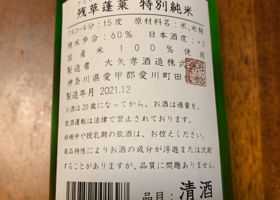 残草蓬莱 特別純米
アルコール分：15度 原材料名：米、米麹
精米歩合：60% 日本酒度：+3
国産米100%使用
製造者 大矢孝酒造株式会社
神奈川県愛甲郡愛川町田代
製造年月 2021.12
お酒は20歳になってから。お酒は適量を。
飲酒運転は法律で禁止されています。
妊娠中や授乳期の飲酒は、お控えください。
商品特性によりお酒の成分が浮遊または沈殿
することがありますが、品質に問題ありません。
品目：清酒